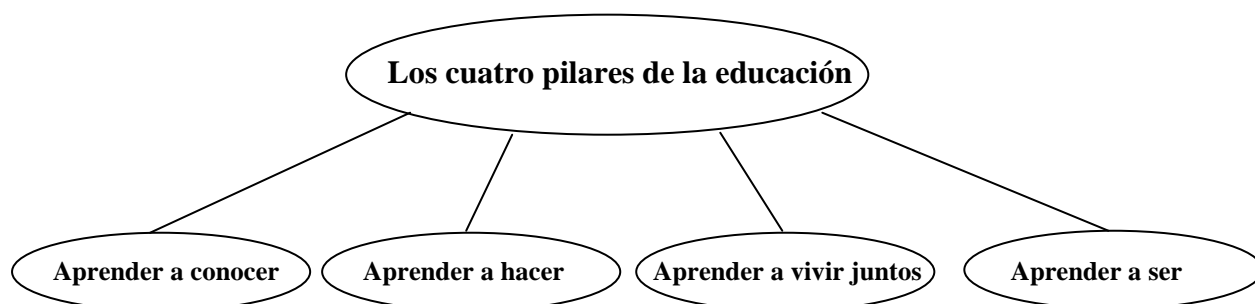 Los cuatro pilares de la educación
Aprender a conocer
Aprender a hacer
Aprender a vivir juntos
Aprender a ser